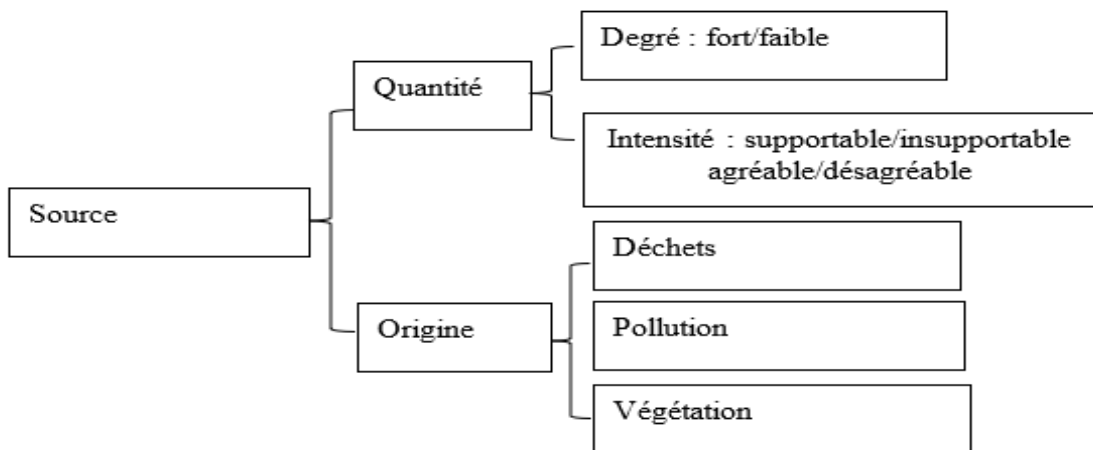 Degré : fort/faible
Quantité
Intensité : supportable/insupportable
agréable/désagréable
Source
Déchets
Origine
Pollution
Végétation